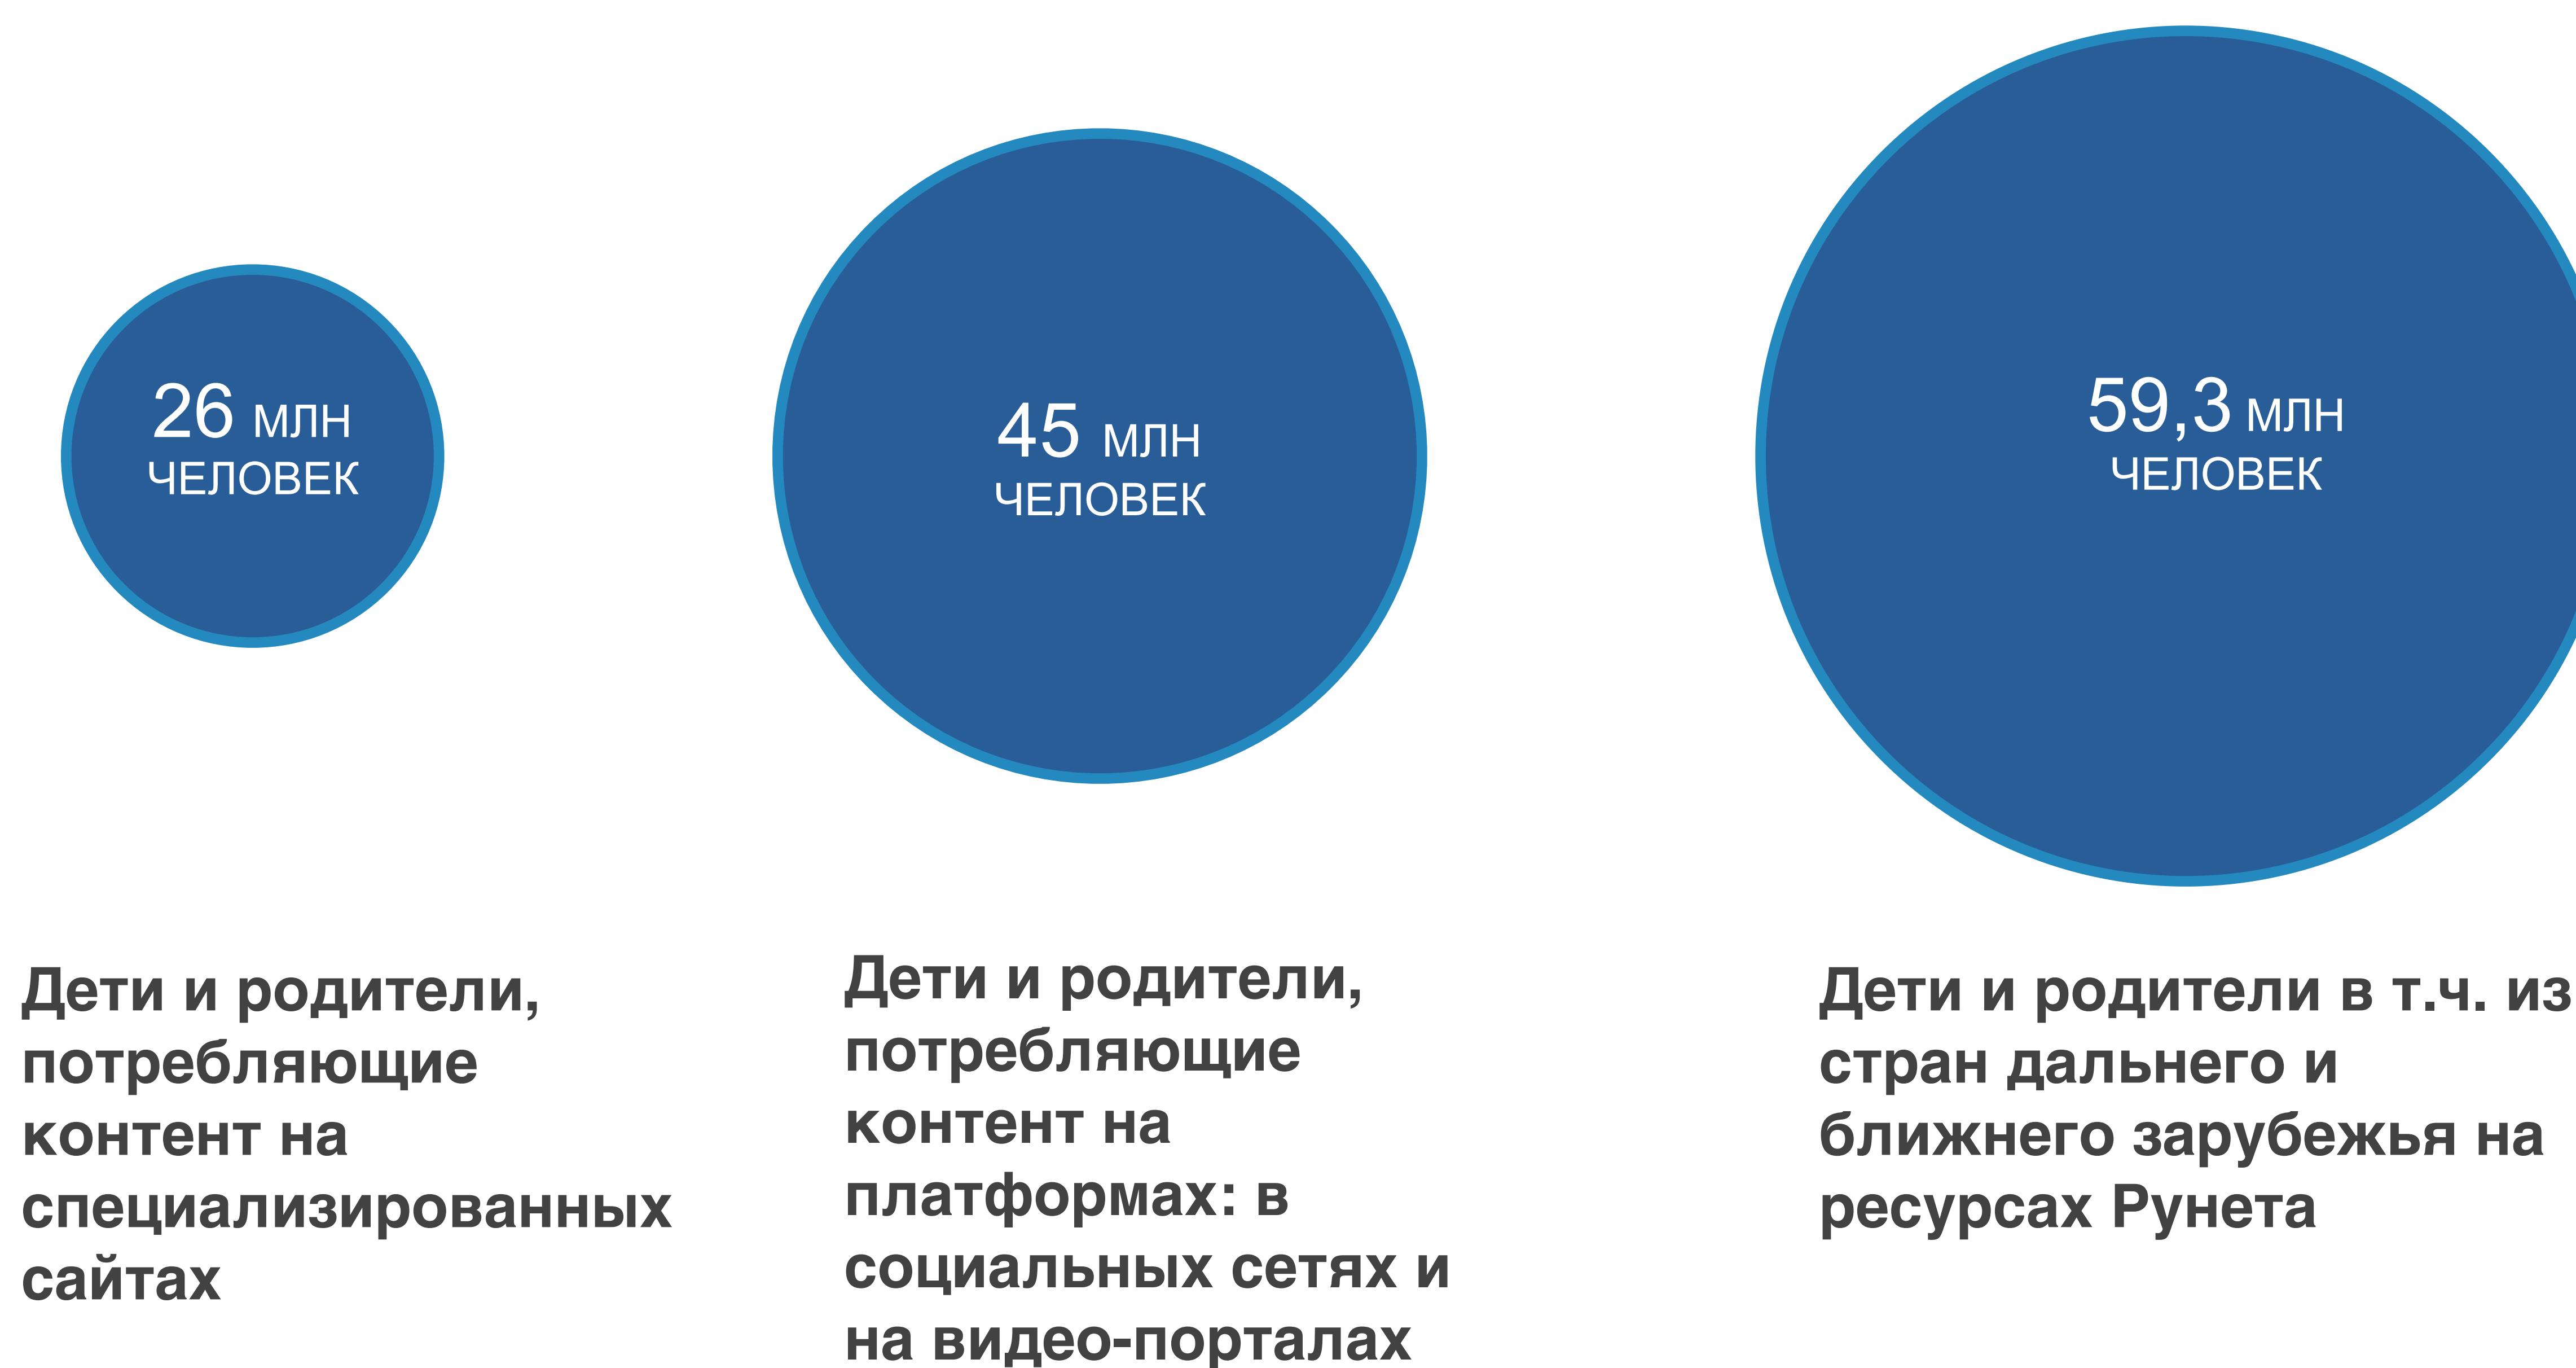 26 МЛН
ЧЕЛОВЕК
45 МЛН
ЧЕЛОВЕК
59,3 МЛН
ЧЕЛОВЕК
Дети и родители,
потребляющие
контент на
специализированных
сайтах
Дети и родители,
потребляющие
контент на
платформах: в
социальных сетях и
на видео-порталах
Дети и родители в т.ч. из
стран дальнего и
ближнего зарубежья на
ресурсах Рунета